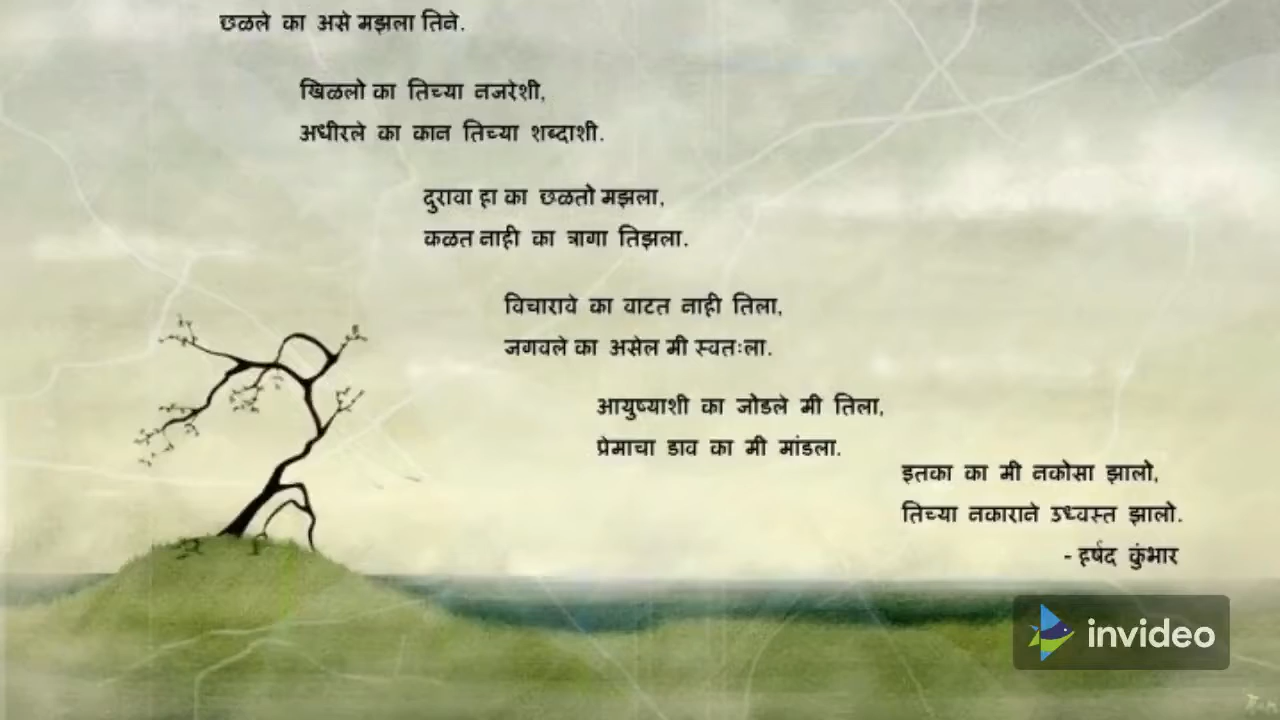 छळले का असे मझला तिने.
खिळलो का तिच्या नजरेशी,
अधीरले का कान तिच्या शब्दाशी.
दुरावा हा का छळतो मझला,
कळत नाही का त्रागा तिझला.
विचारावे का वाटत नाही तिला,
जगवले का असेल मी स्वतःला.
आयुष्याशी का जोडले मी तिला,
प्रेमाचा डाव का मी मांडला.
इतका का मी नकोसा झालो,
तिच्या नकाराने उध्वस्त झालो.
- हर्षद कुंभार
invideo